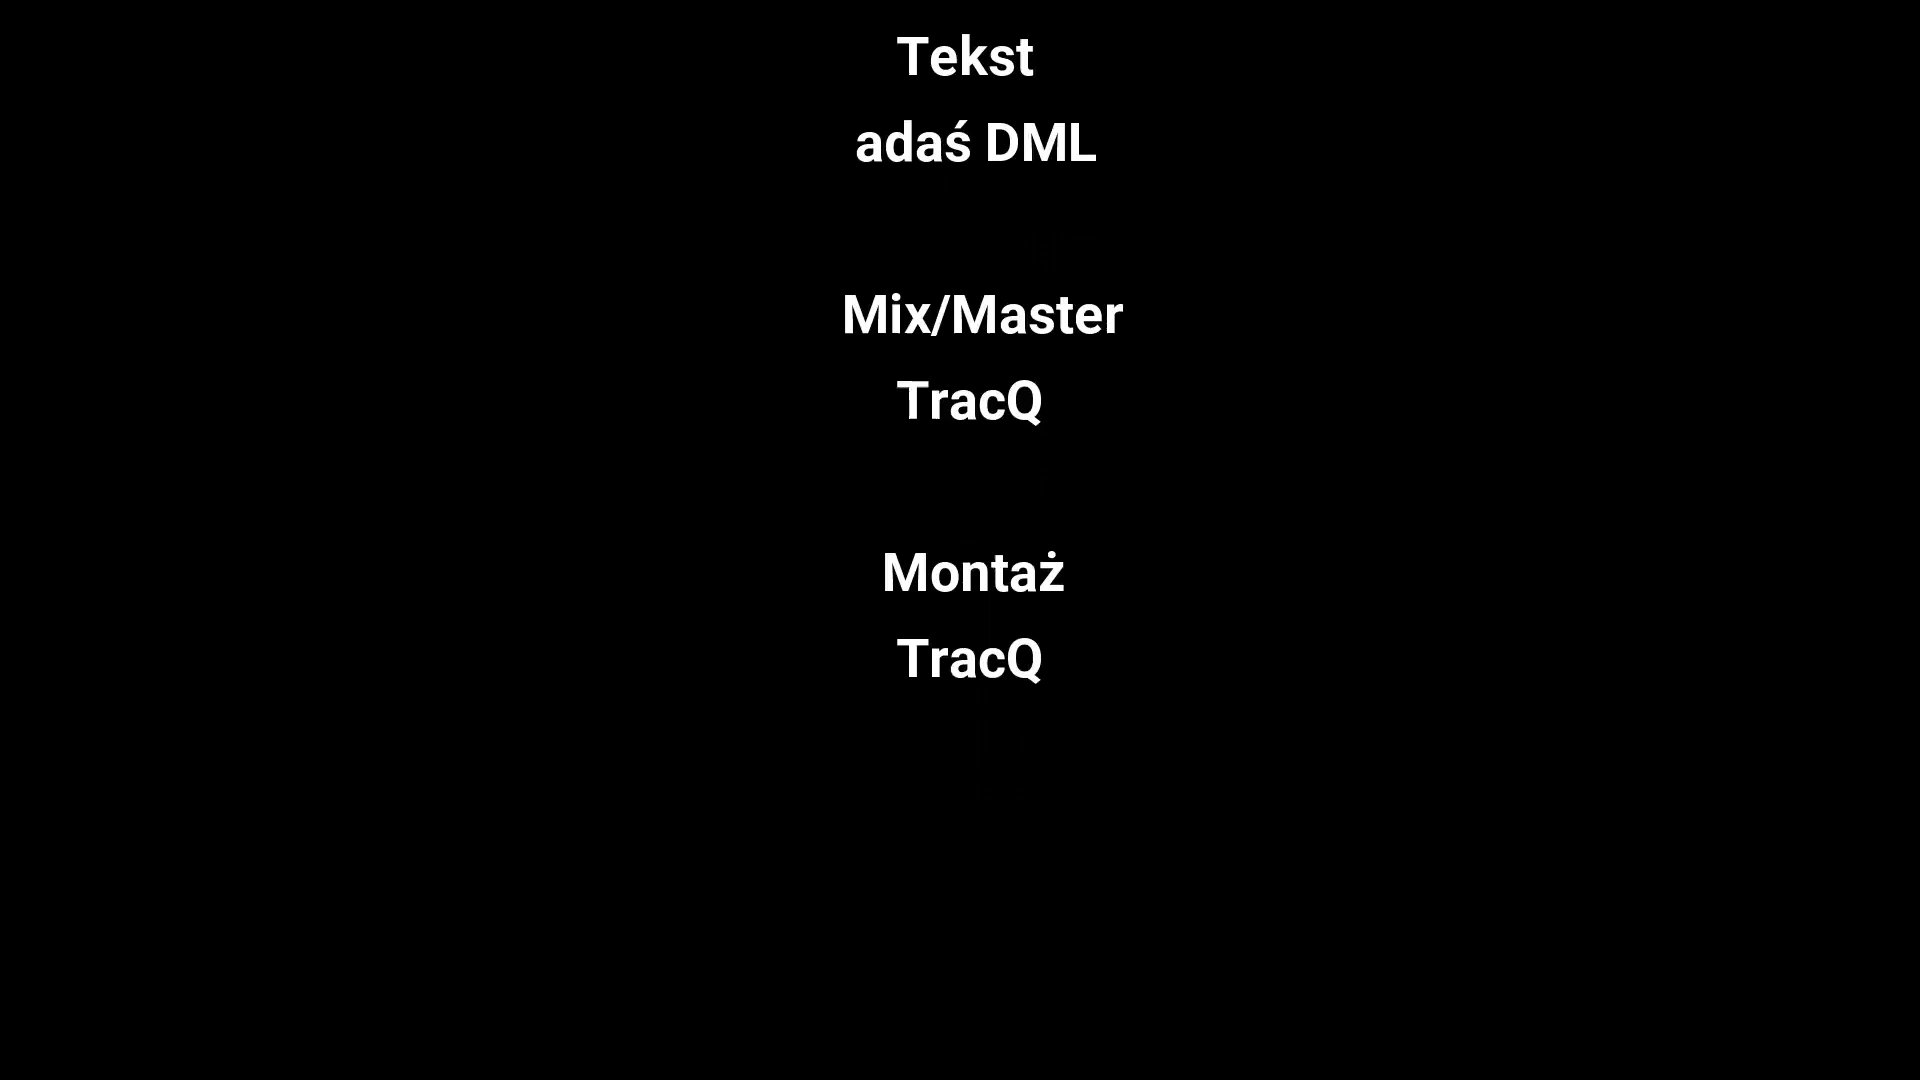 Tekst
adaś DML
Mix/Master
TracQ
Montaż
TracQ